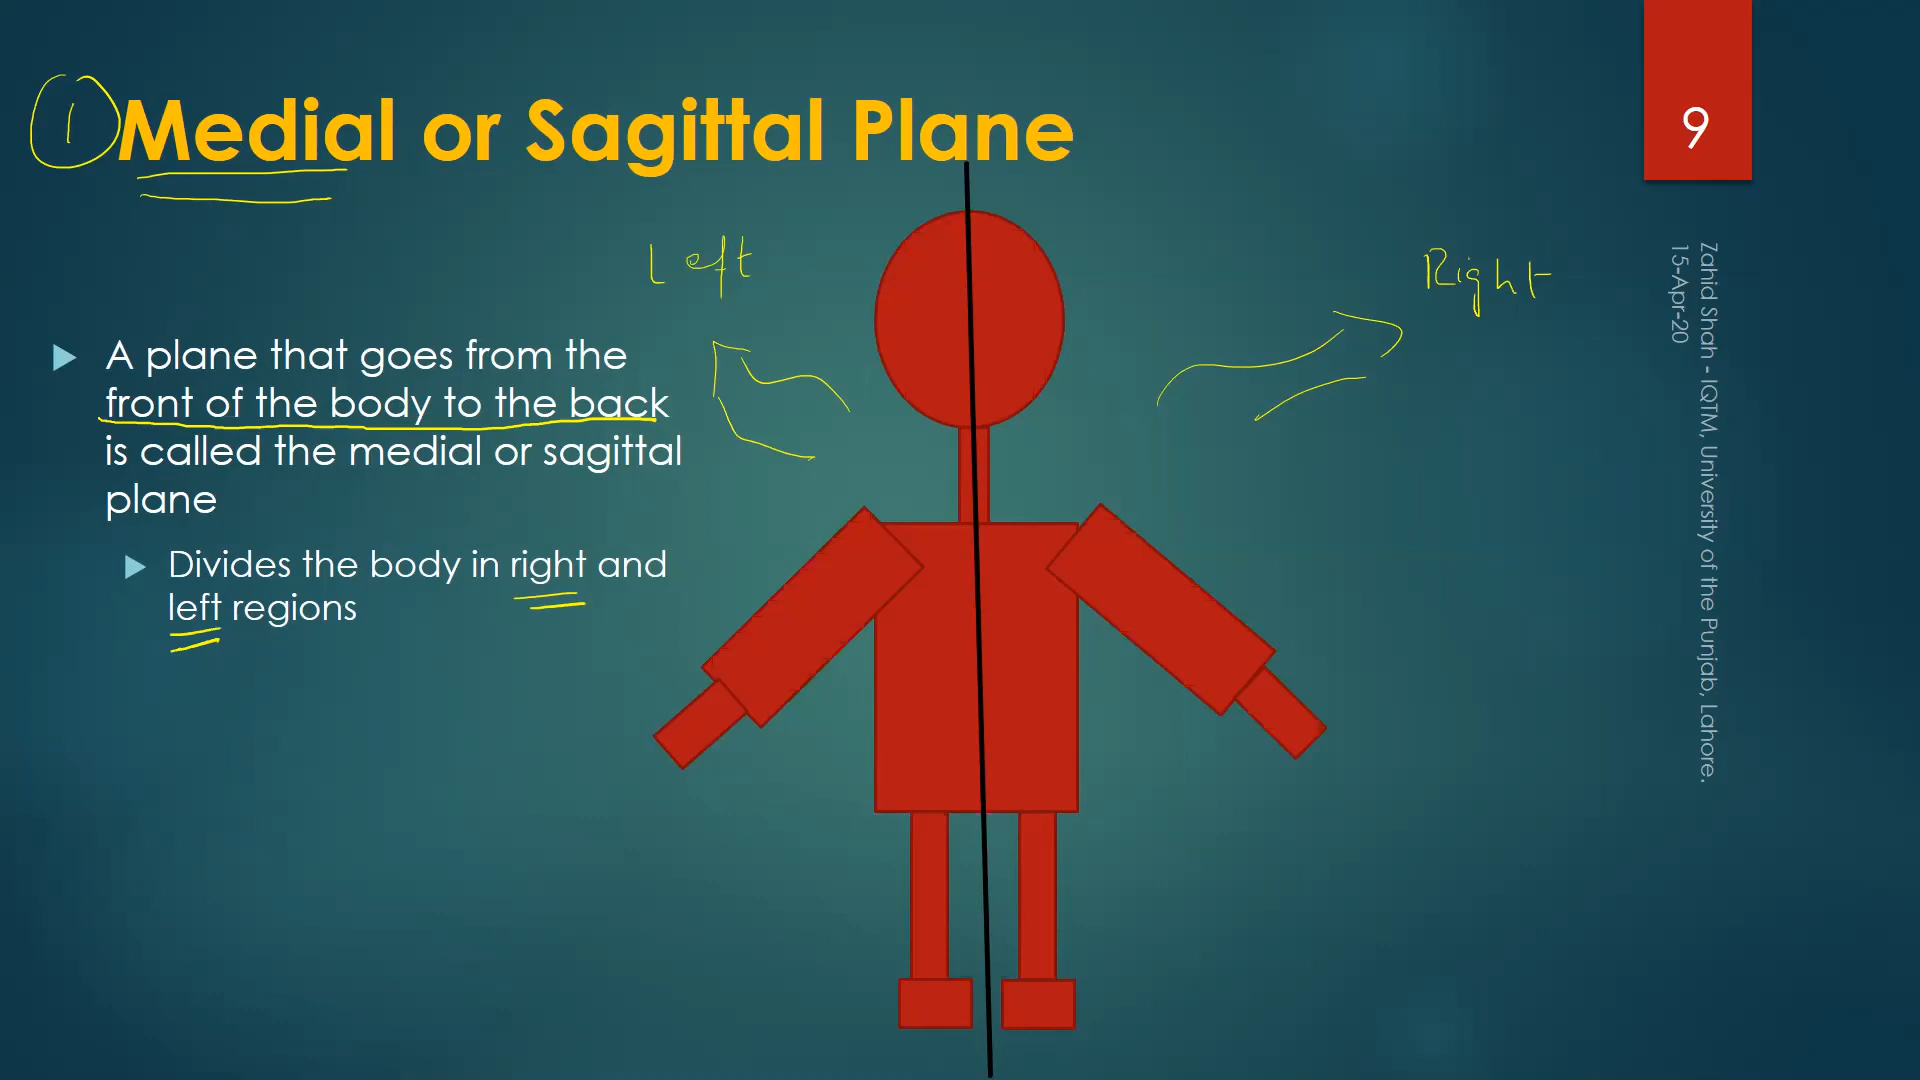 1
Medial or Sagittal Plane
9
Left
Right
A plane that goes from the
front of the body to the back
is called the medial or sagittal
plane
Divides the body in right and
left regions
Zahid Shah - IQTM, University of the Punjab, Lahore.
15-Apr-20